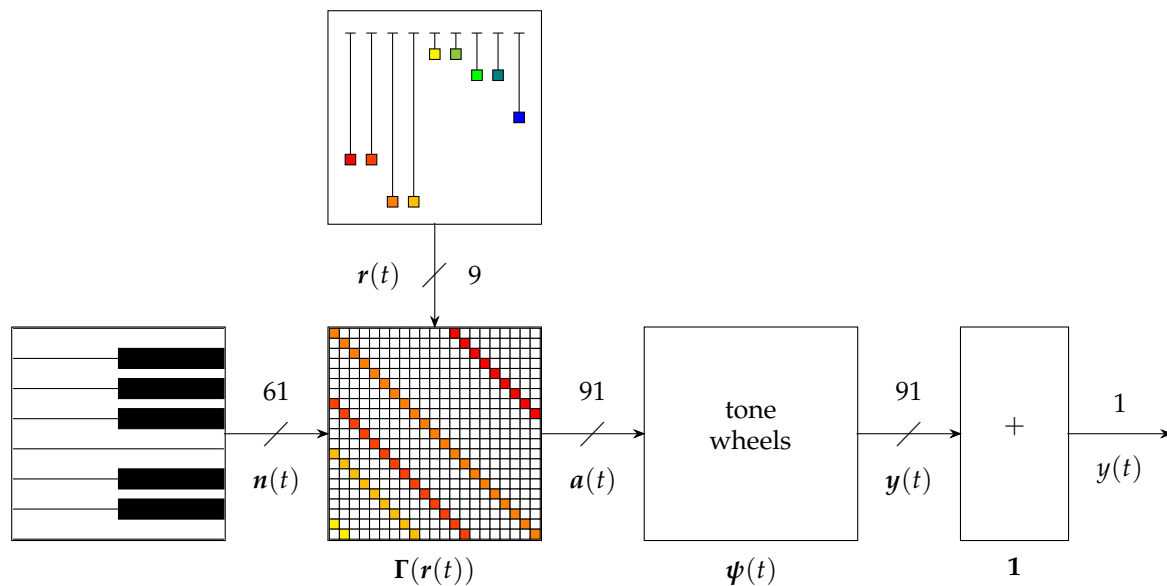 r(t) 9
61 91 91 1
tone
wheels
+
n(t) a(t) y(t) y(t)
Γ(r(t)) ψ(t) 1